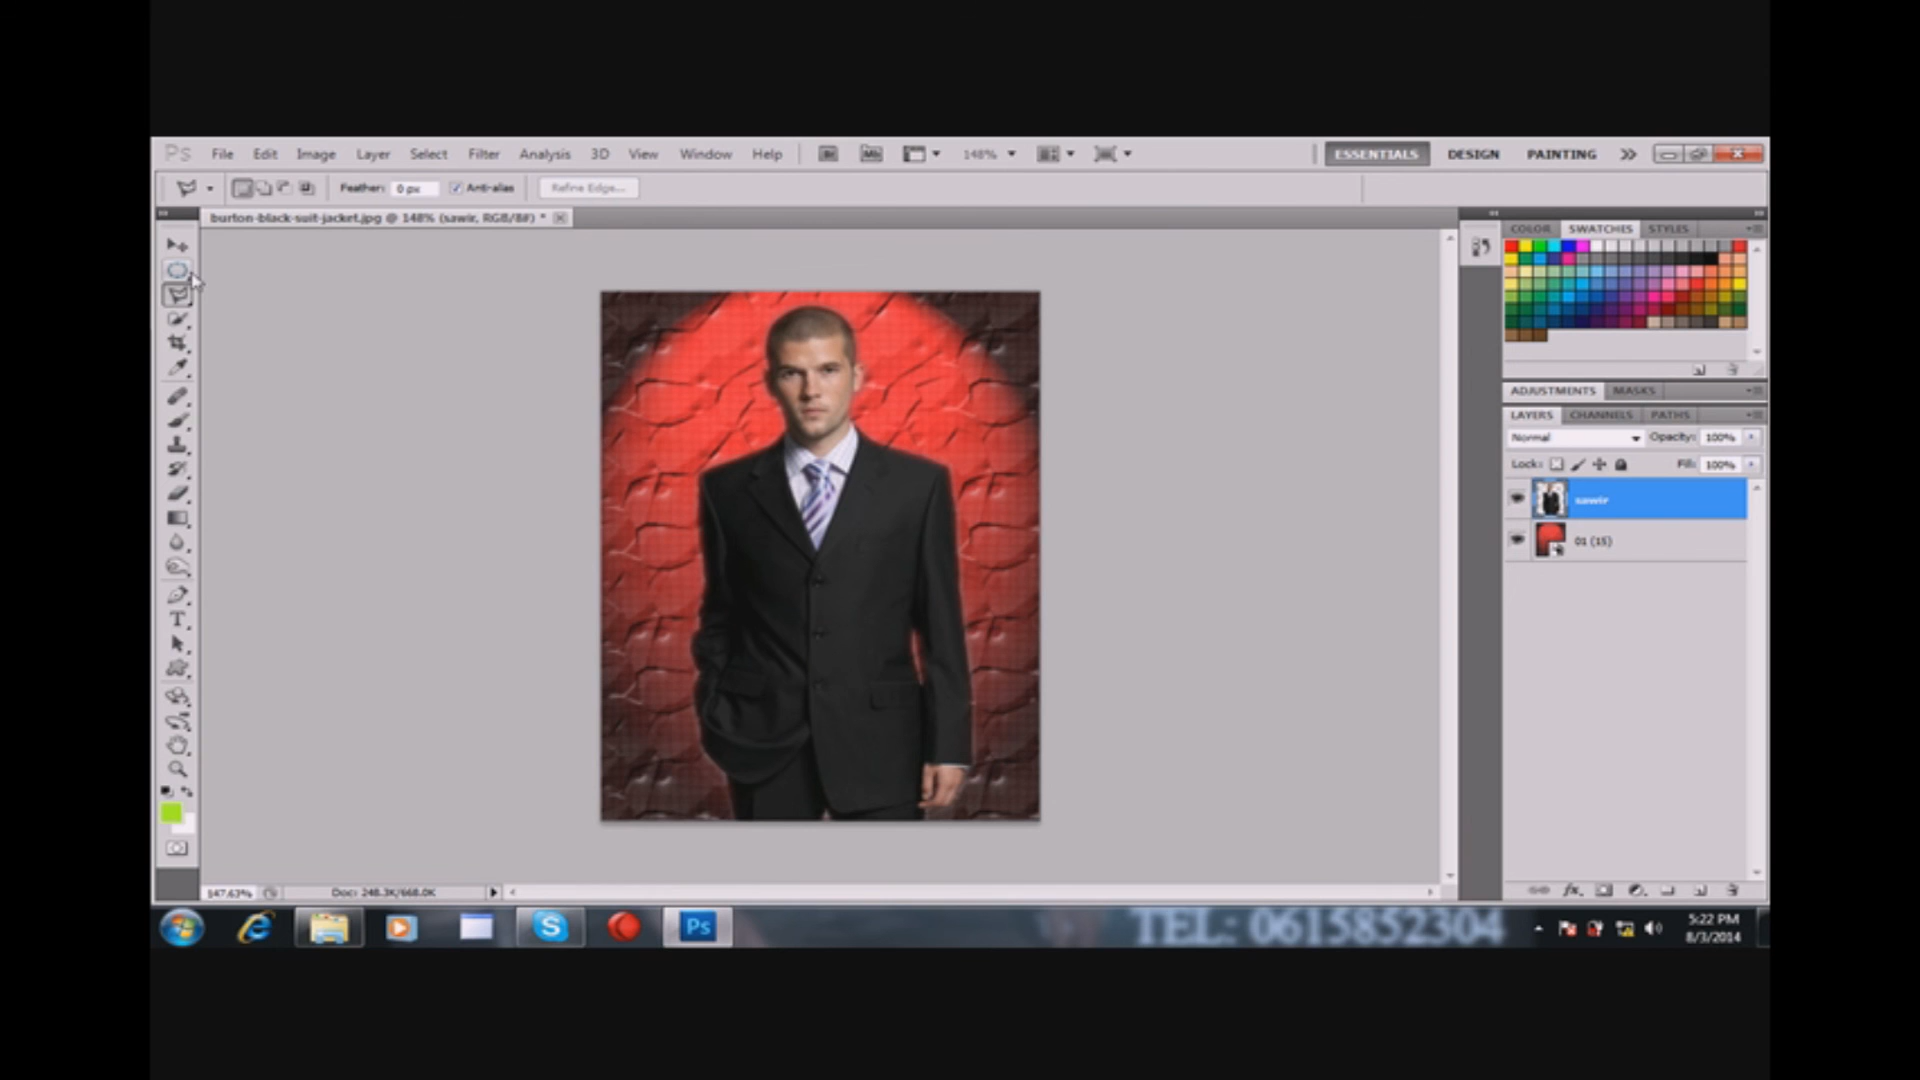 Ps File Edit Image Layer Select Filter Analysis 3D View Window Help Br Mb 148% ESSENTIALS DESIGN PAINTING
Feather: 0 px Anti-alias Refine Edge...
burton-black-suit-jacket.jpg @ 148% (sawir, RGB/8#) *
COLOR SWATCHES STYLES
ADJUSTMENTS MASKS
LAYERS CHANNELS PATHS
Normal Opacity: 100%
Lock: Fill: 100%
sawir
01 (15)
147.63% Doc: 248.3K/668.0K
Ps
TEL: 0615852304
5:22 PM
8/3/2014